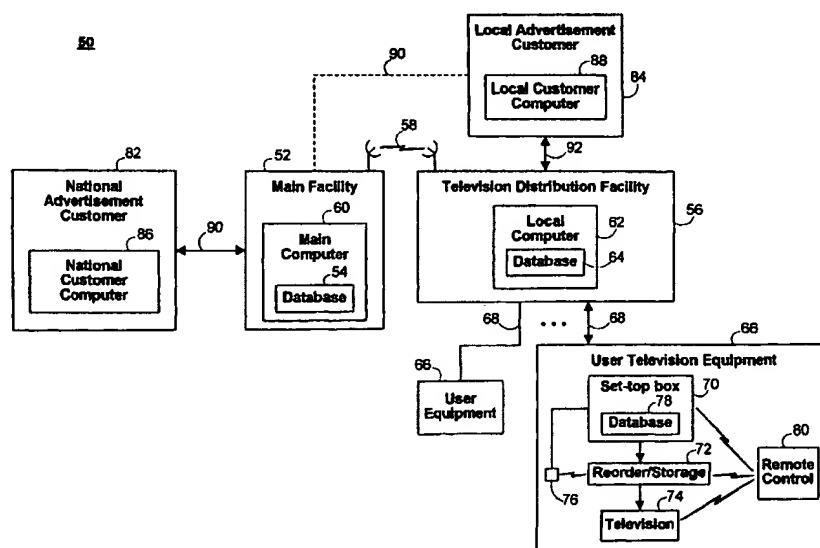 50
Local Advertisement
Customer
88
Local Customer
Computer
84
90
58
92
82
National
Advertisement
Customer
86
National
Customer
Computer
90
52
Main Facility
60
Main
Computer
54
Database
Television Distribution Facility
56
Local
Computer
62
Database
64
68
68
66
User
Equipment
66
User Television Equipment
Set-top box
70
78
Database
72
Reorder/Storage
76
74
Television
80
Remote
Control